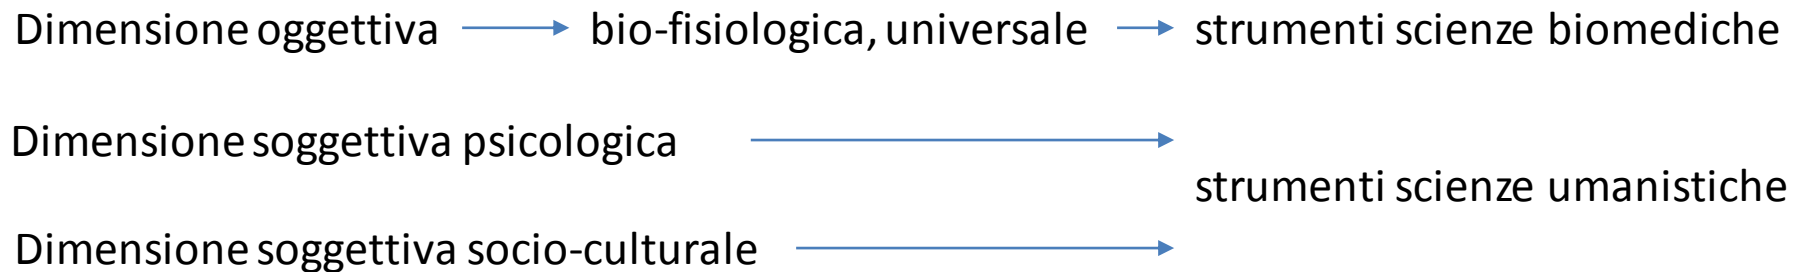 Dimensione oggettiva bio-fisiologica, universale strumenti scienze biomediche
Dimensione soggettiva psicologica
strumenti scienze umanistiche
Dimensione soggettiva socio-culturale